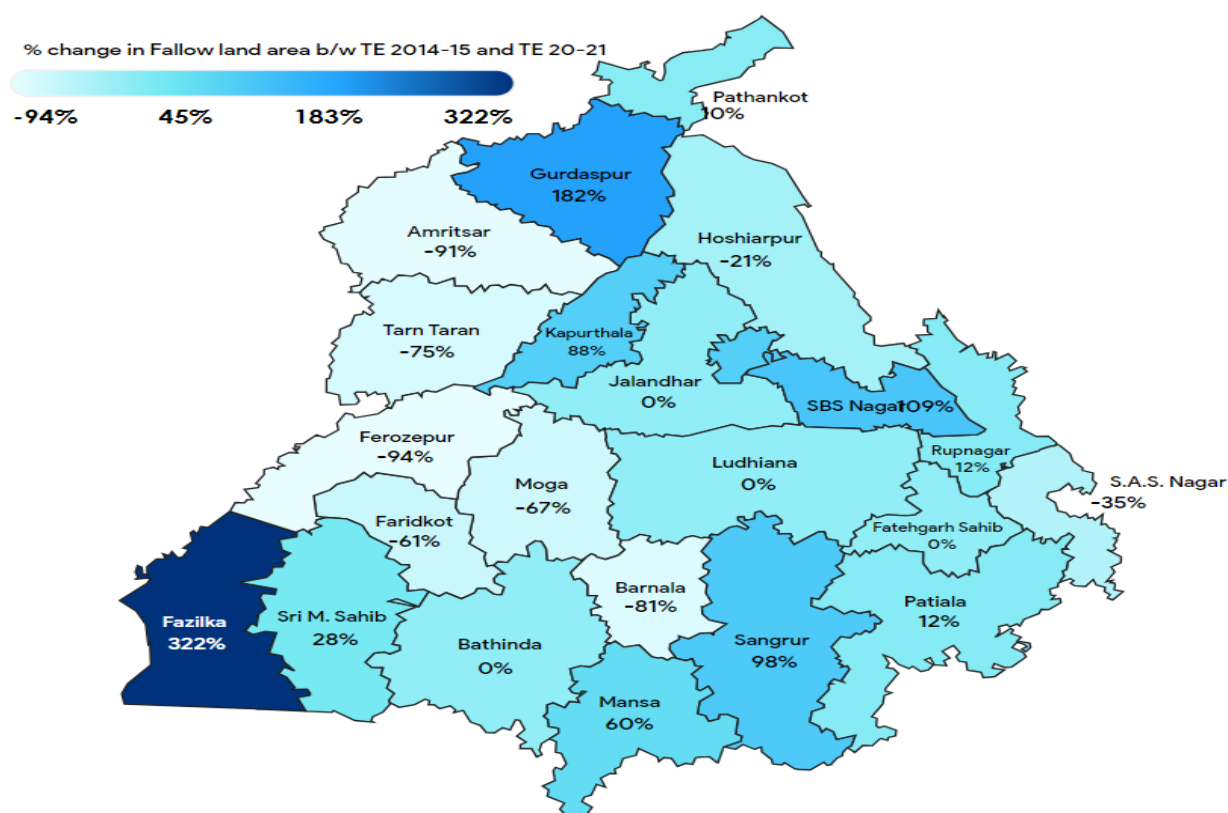 % change in Fallow land area b/w TE 2014-15 and TE 20-21
-94% 45% 183% 322%
Pathankot
10%
Gurdaspur
182%
Amritsar
-91%
Hoshiarpur
-21%
Tarn Taran
-75%
Kapurthala
88%
Jalandhar
0%
SBS Nagar 109%
Ferozepur
-94%
Moga
-67%
Ludhiana
0%
Rupnagar
12%
S.A.S. Nagar
-35%
Faridkot
-61%
Fatehgarh Sahib
0%
Fazilka
322%
Sri M. Sahib
28%
Bathinda
0%
Barnala
-81%
Sangrur
98%
Patiala
12%
Mansa
60%